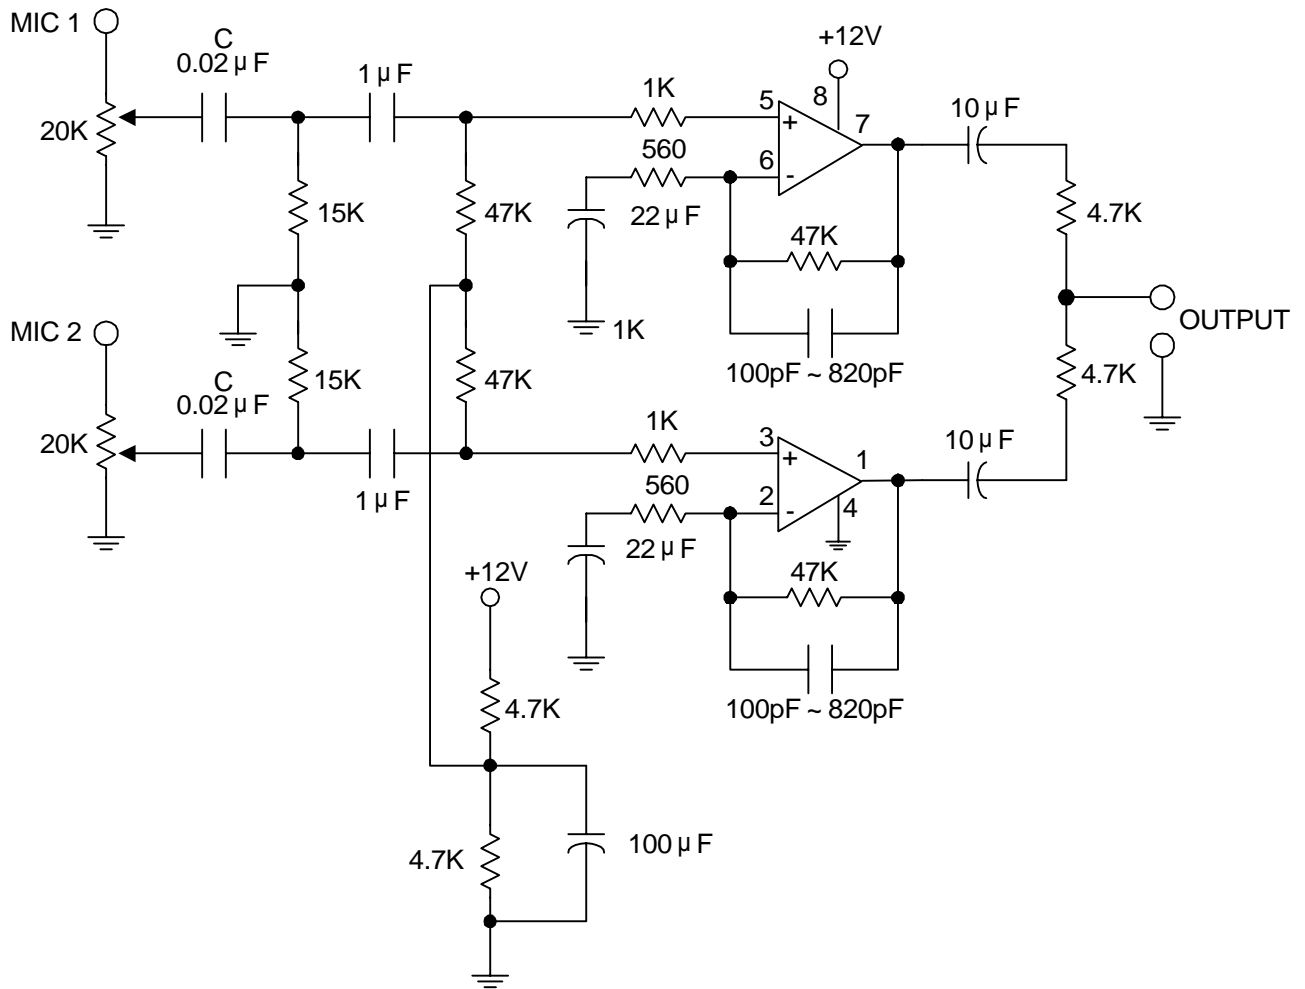 MIC 1
C
0.02 µ F
1 µ F
20K
15K
47K
1K
560
22 µ F
+12V
8
5
+
6
-
7
10 µ F
47K
100pF ~ 820pF
4.7K
1K
OUTPUT
MIC 2
C
0.02 µ F
20K
15K
1 µ F
47K
1K
560
22 µ F
3
+
2
-
1
4
10 µ F
4.7K
47K
100pF ~ 820pF
+12V
4.7K
4.7K
100 µ F